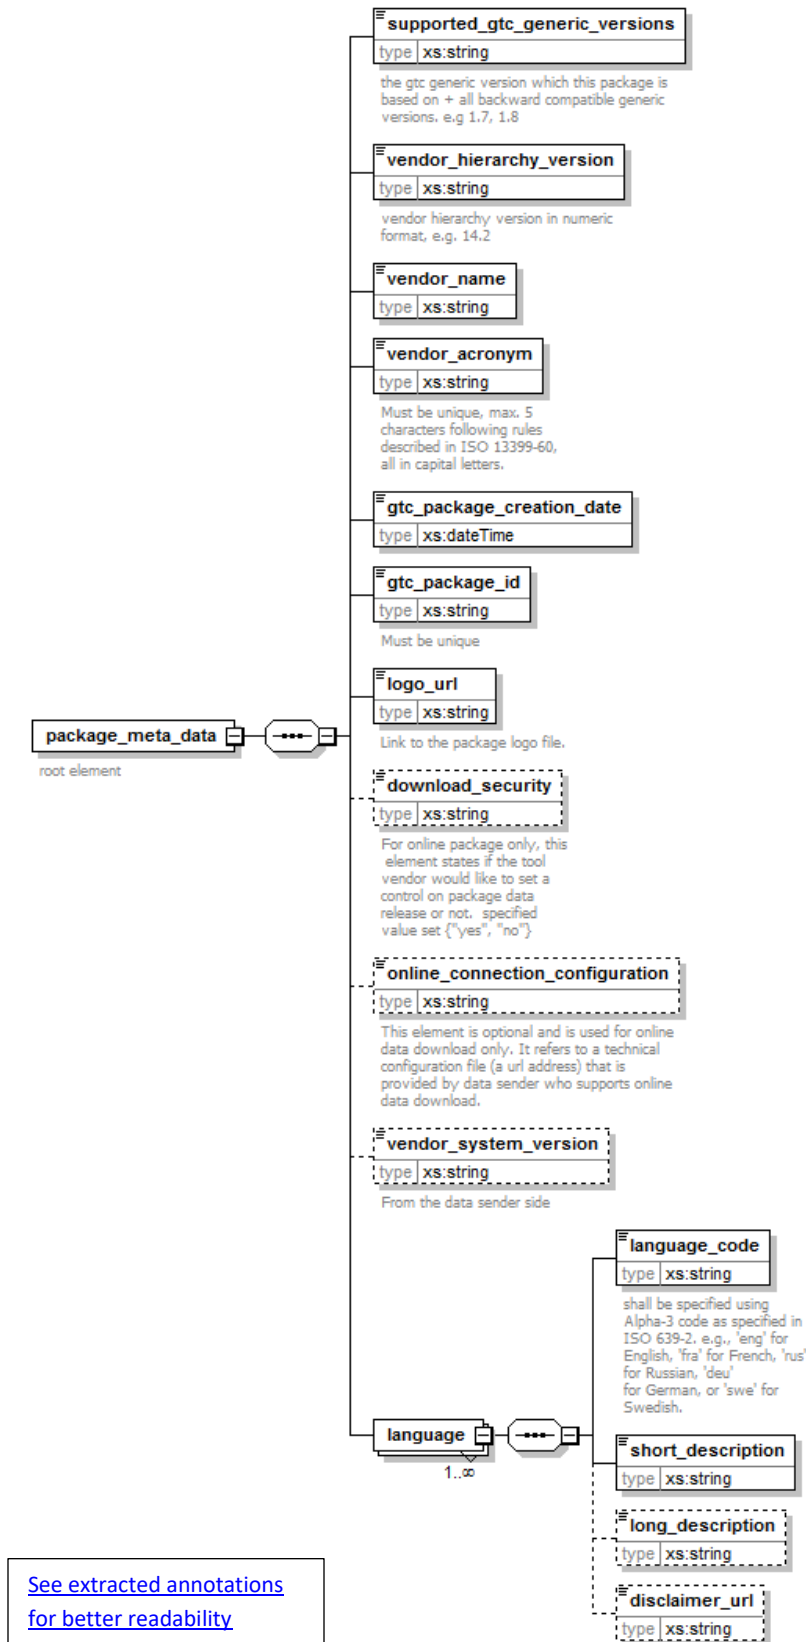 supported_gtc_generic_versions
type xs:string
the gtc generic version which this package is
based on + all backward compatible generic
versions. e.g 1.7, 1.8
vendor_hierarchy_version
type xs:string
vendor hierarchy version in numeric
format, e.g. 14.2
vendor_name
type xs:string
vendor_acronym
type xs:string
Must be unique, max. 5
characters following rules
described in ISO 13399-60,
all in capital letters.
gtc_package_creation_date
type xs:dateTime
gtc_package_id
type xs:string
Must be unique
logo_url
type xs:string
Link to the package logo file.
package_meta_data
root element
download_security
type xs:string
For online package only, this
element states if the tool
vendor would like to set a
control on package data
release or not. specified
value set {"yes", "no"}
online_connection_configuration
type xs:string
This element is optional and is used for online
data download only. It refers to a technical
configuration file (a url address) that is
provided by data sender who supports online
data download.
vendor_system_version
type xs:string
From the data sender side
language_code
type xs:string
shall be specified using
Alpha-3 code as specified in
ISO 639-2. e.g., 'eng' for
English, 'fra' for French, 'rus'
for Russian, 'deu'
for German, or 'swe' for
Swedish.
language
1..∞
short_description
type xs:string
long_description
type xs:string
disclaimer_url
type xs:string
See extracted annotations
for better readability